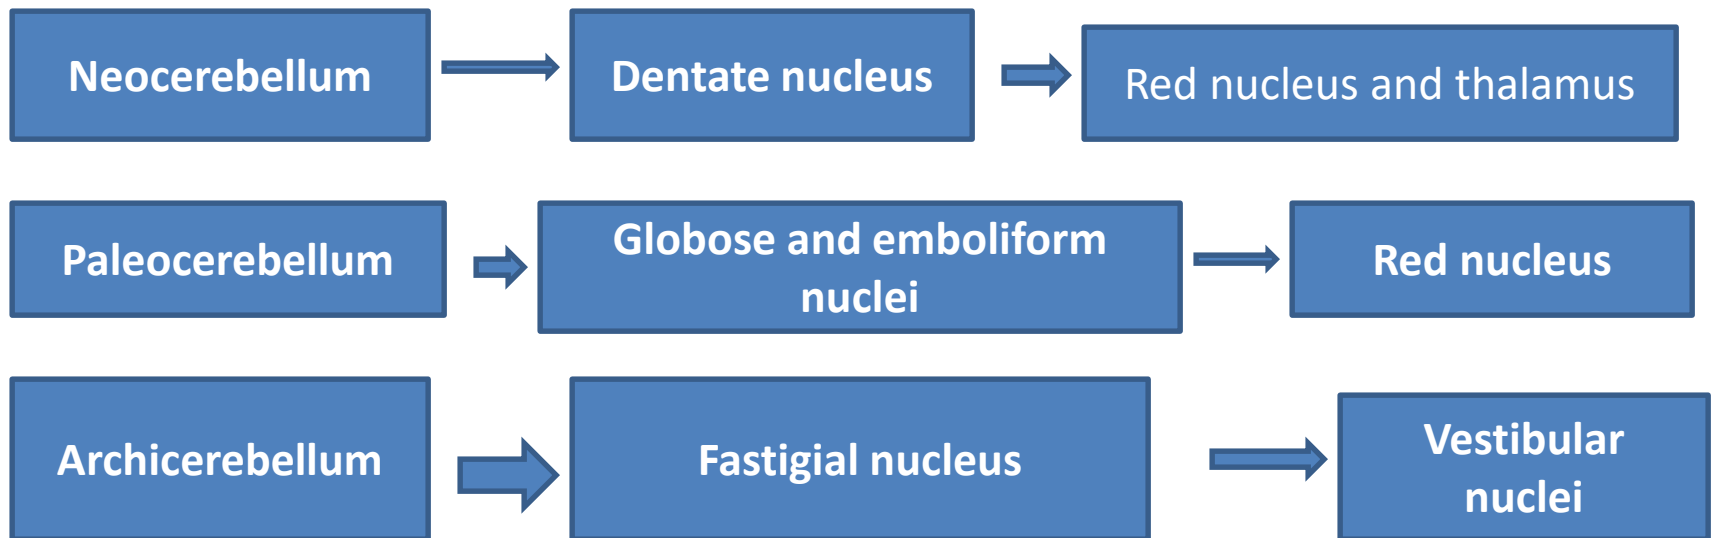 Neocerebellum
Dentate nucleus
Red nucleus and thalamus
Paleocerebellum
Globose and emboliform
nuclei
Red nucleus
Archicerebellum
Fastigial nucleus
Vestibular
nuclei